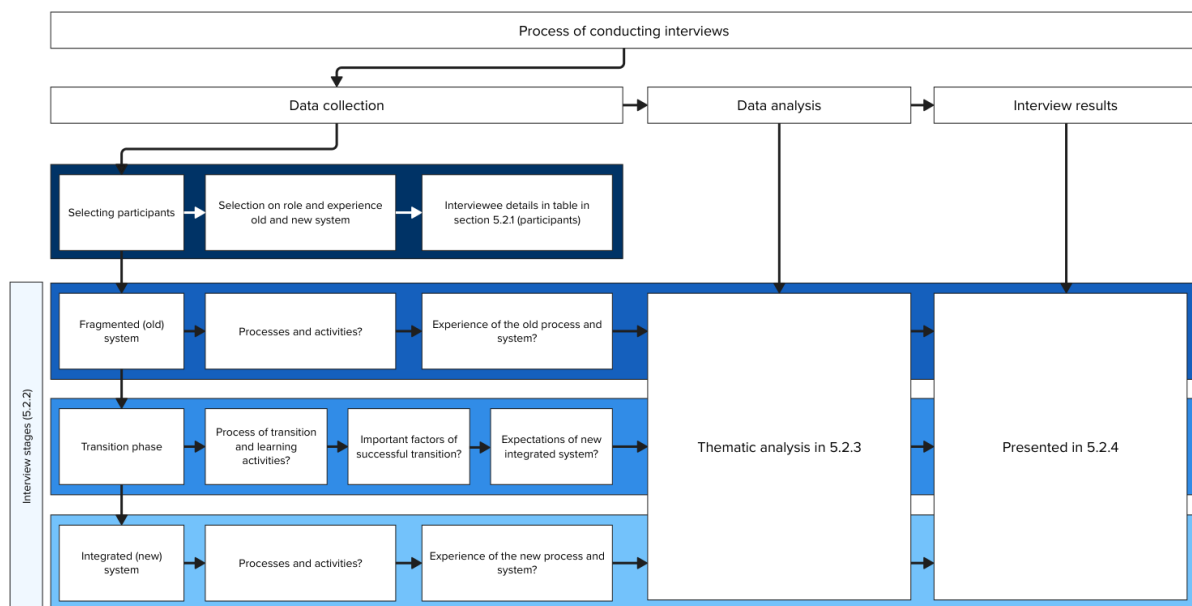 Process of conducting interviews
Data collection
Data analysis
Interview results
Selecting participants
Selection on role and experience
old and new system
Interviewee details in table in
section 5.2.1 (participants)
Interview stages (5.2.2)
Fragmented (old)
system
Processes and activities?
Experience of the old process and
system?
Transition phase
Process of transition
and learning
activities?
Important factors of
successful transition?
Expectations of new
integrated system?
Integrated (new)
system
Processes and activities?
Experience of the new process and
system?
Thematic analysis in 5.2.3
Presented in 5.2.4